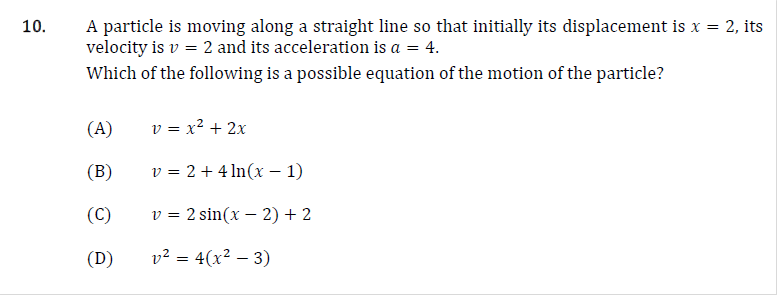 10. A particle is moving along a straight line so that initially its displacement is x = 2, its
velocity is v = 2 and its acceleration is a = 4.
Which of the following is a possible equation of the motion of the particle?
(A) v = x² + 2x
(B) v = 2 + 4 ln(x − 1)
(C) v = 2 sin(x − 2) + 2
(D) v² = 4(x² − 3)